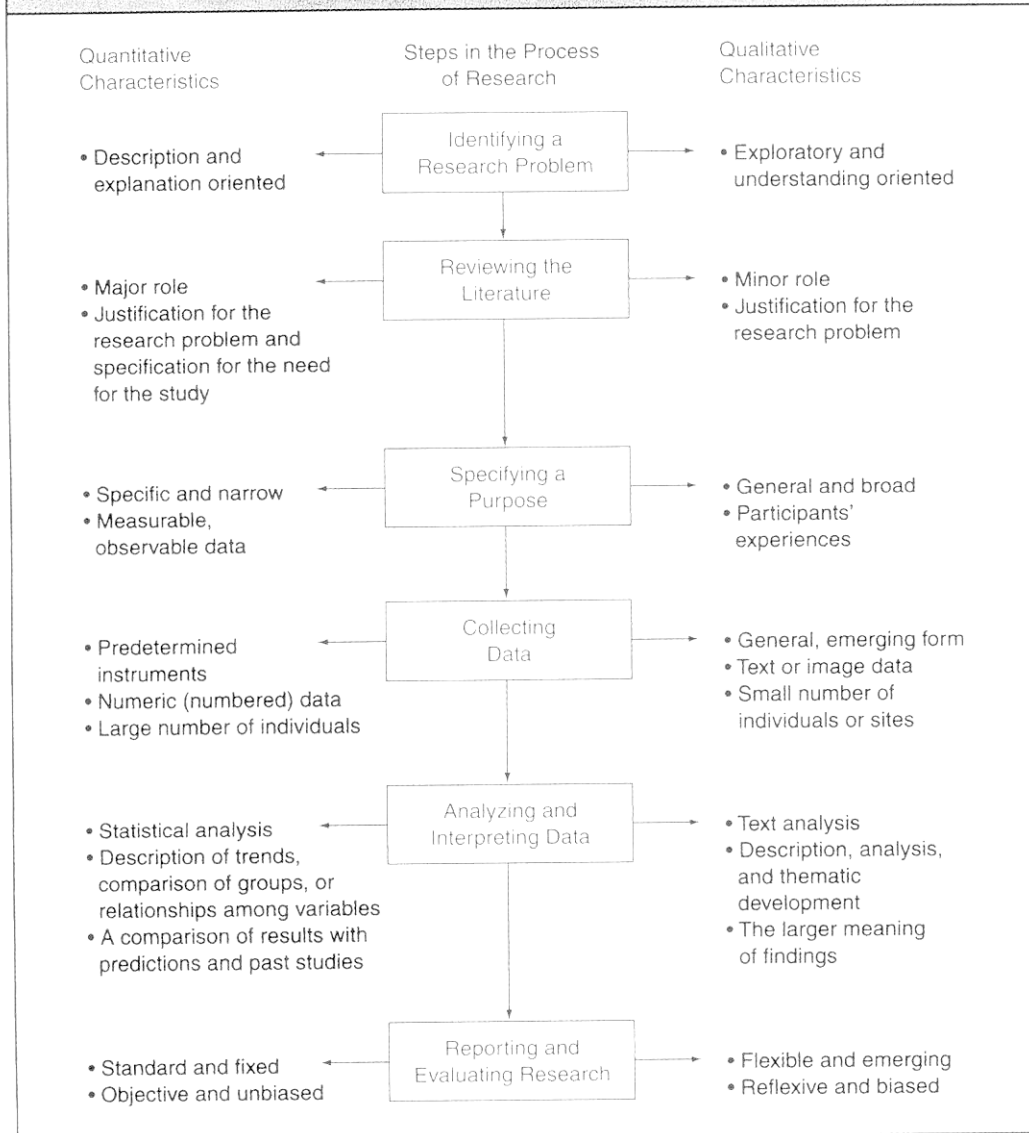 Quantitative
Characteristics
Steps in the Process
of Research
Qualitative
Characteristics
Identifying a
Research Problem
• Description and
explanation oriented
• Exploratory and
understanding oriented
Reviewing the
Literature
• Major role
• Justification for the
research problem and
specification for the need
for the study
• Minor role
• Justification for the
research problem
Specifying a
Purpose
• Specific and narrow
• Measurable,
observable data
• General and broad
• Participants'
experiences
Collecting
Data
• Predetermined
instruments
• Numeric (numbered) data
• Large number of individuals
• General, emerging form
• Text or image data
• Small number of
individuals or sites
Analyzing and
Interpreting Data
• Statistical analysis
• Description of trends,
comparison of groups, or
relationships among variables
• A comparison of results with
predictions and past studies
• Text analysis
• Description, analysis,
and thematic
development
• The larger meaning
of findings
Reporting and
Evaluating Research
• Standard and fixed
• Objective and unbiased
• Flexible and emerging
• Reflexive and biased